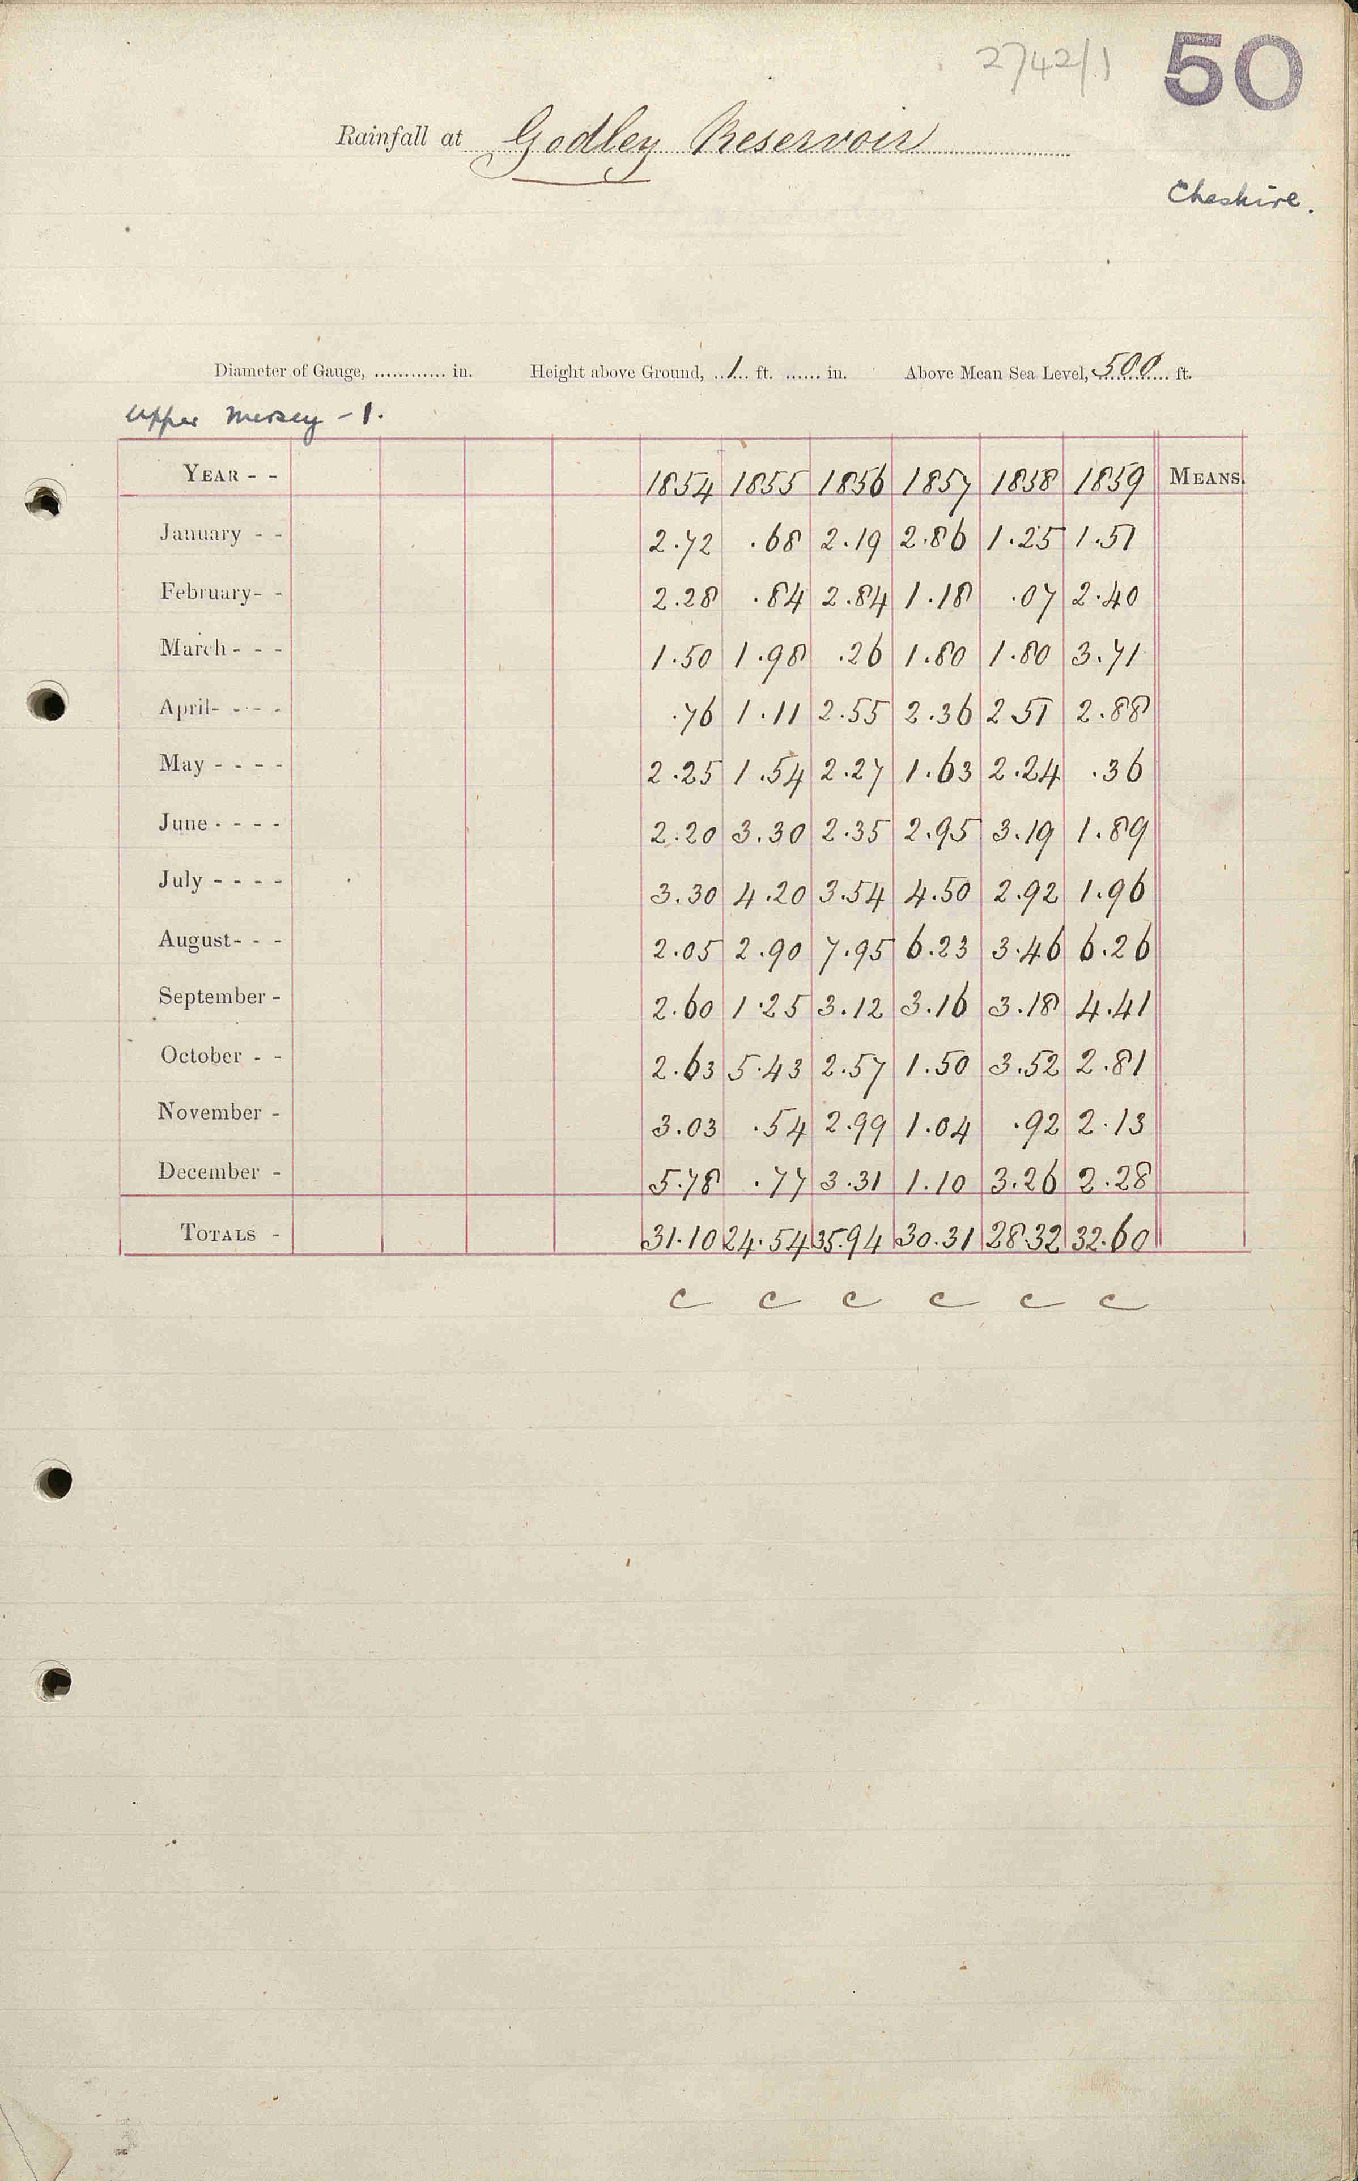 2742/1 50
Rainfall at Godley Reservoir
Cheshire.
Diameter of Gauge, ............ in. Height above Ground, ..1... ft. ...... in. Above Mean Sea Level, 500 ft.
Upper Mersey - 1.
YEAR - - 1854 1855 1856 1857 1858 1859 MEANS.
January - - 2.72 .68 2.19 2.86 1.25 1.51
February - - 2.28 .84 2.84 1.18 .07 2.40
March - - - 1.50 1.98 .26 1.80 1.80 3.71
April - - - - .76 1.11 2.55 2.36 2 51 2.88
May - - - - 2.25 1.54 2.27 1.63 2.24 .36
June - - - - 2.20 3.30 2.35 2.95 3.19 1.89
July - - - - 3.30 4.20 3.54 4.50 2.92 1.96
August - - - 2.05 2.90 7.95 6.23 3.46 6.26
September - 2.60 1.25 3.12 3.16 3.18 4.41
October - - 2.63 5.43 2.57 1.50 3.52 2.81
November - 3.03 .54 2.99 1.04 .92 2.13
December - 5.78 .77 3.31 1.10 3.26 2.28
TOTALS - 31.10 24.54 35.94 30.31 28.32 32.60
c c c c c c